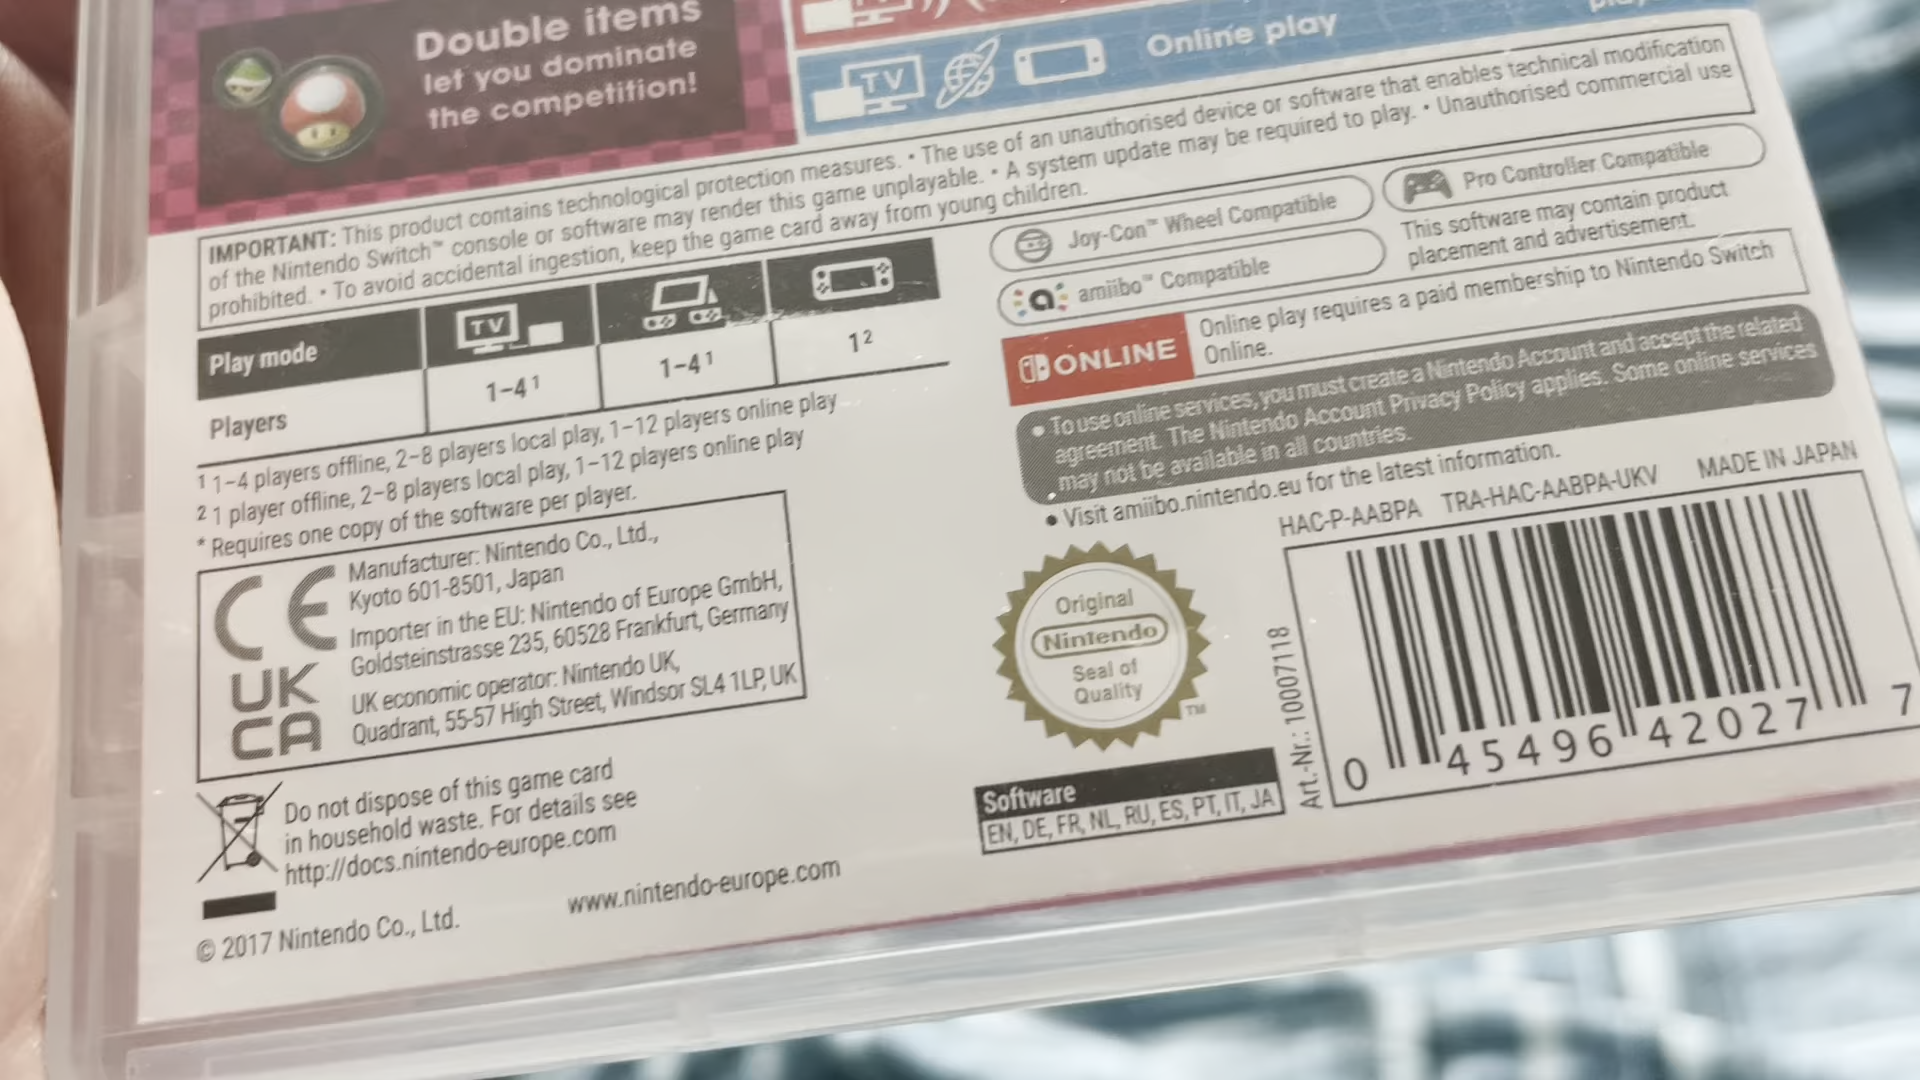 Double items
let you dominate
the competition!
TV
Online play
IMPORTANT: This product contains technological protection measures. • The use of an unauthorised device or software that enables technical modification
of the Nintendo Switch™ console or software may render this game unplayable. • A system update may be required to play. • Unauthorised commercial use
prohibited. • To avoid accidental ingestion, keep the game card away from young children.
Play mode
TV
Players
1–4¹
1–4¹
1²
¹ 1–4 players offline, 2–8 players local play, 1–12 players online play
² 1 player offline, 2–8 players local play, 1–12 players online play
* Requires one copy of the software per player.
CE
UK
CA
Manufacturer: Nintendo Co., Ltd.,
Kyoto 601-8501, Japan
Importer in the EU: Nintendo of Europe GmbH,
Goldsteinstrasse 235, 60528 Frankfurt, Germany
UK economic operator: Nintendo UK,
Quadrant, 55-57 High Street, Windsor SL4 1LP, UK
Do not dispose of this game card
in household waste. For details see
http://docs.nintendo-europe.com
© 2017 Nintendo Co., Ltd.
www.nintendo-europe.com
Joy-Con™ Wheel Compatible
Pro Controller Compatible
amiibo™ Compatible
This software may contain product
placement and advertisement.
ONLINE
Online play requires a paid membership to Nintendo Switch
Online.
• To use online services, you must create a Nintendo Account and accept the related
agreement. The Nintendo Account Privacy Policy applies. Some online services
may not be available in all countries.
• Visit amiibo.nintendo.eu for the latest information.
HAC-P-AABPA TRA-HAC-AABPA-UKV MADE IN JAPAN
Original
Nintendo
Seal of
Quality
™
Software
EN, DE, FR, NL, RU, ES, PT, IT, JA
Art.-Nr.: 10007118
0 45496 42027 7